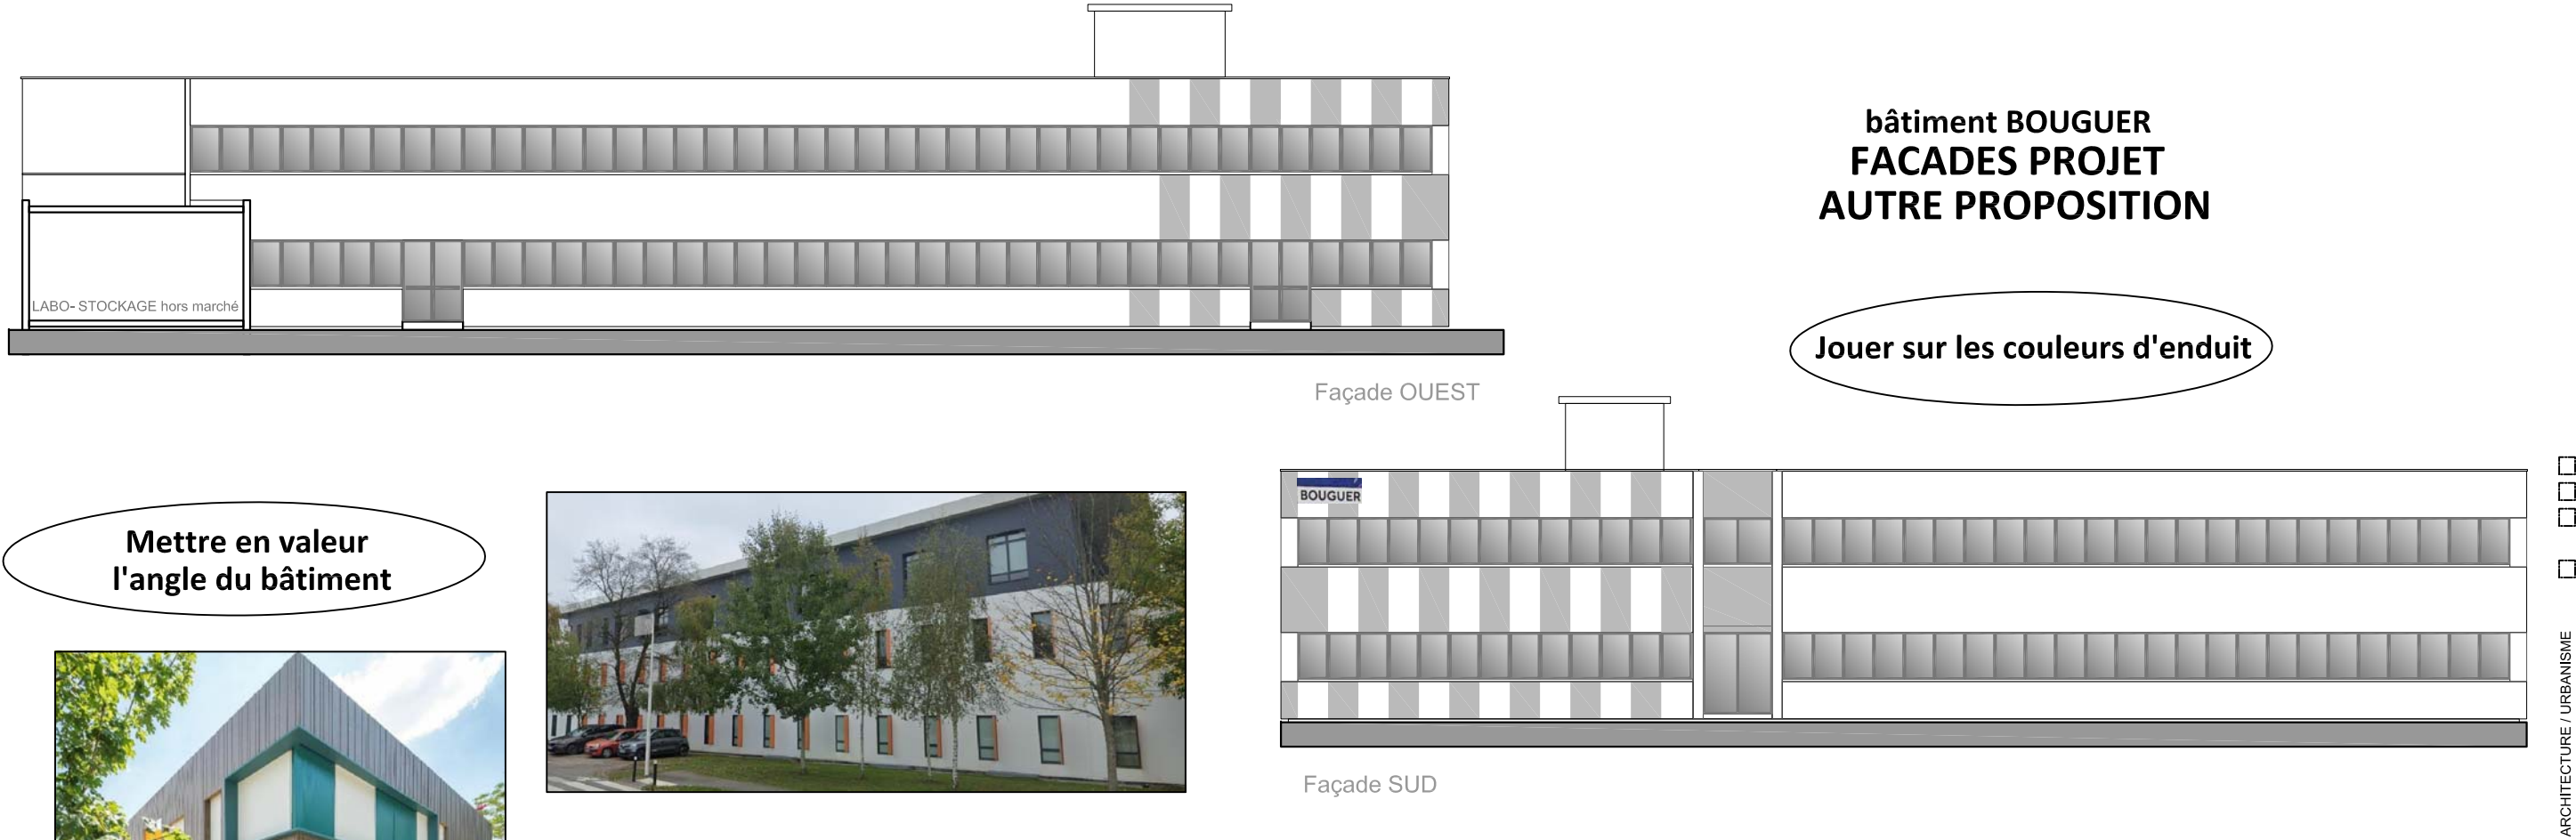 bâtiment BOUGUER
FACADES PROJET
AUTRE PROPOSITION
LABO- STOCKAGE hors marché
Jouer sur les couleurs d'enduit
Façade OUEST
BOUGUER
Mettre en valeur
l'angle du bâtiment
Façade SUD
ARCHITECTURE / URBANISME